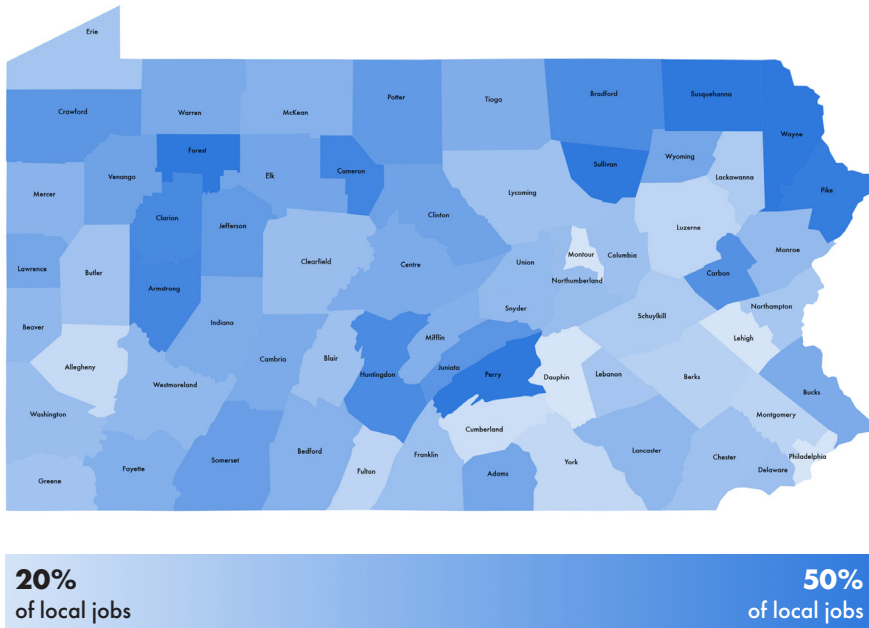 Erie
Crawford
Warren
McKean
Potter
Tioga
Bradford
Susquehanna
Wayne
Forest
Venango
Elk
Cameron
Sullivan
Wyoming
Lackawanna
Pike
Mercer
Clarion
Jefferson
Clinton
Lycoming
Luzerne
Lawrence
Butler
Armstrong
Clearfield
Centre
Union
Montour
Columbia
Northumberland
Carbon
Monroe
Beaver
Indiana
Snyder
Schuylkill
Northampton
Lehigh
Allegheny
Westmoreland
Cambria
Blair
Huntingdon
Mifflin
Juniata
Perry
Dauphin
Lebanon
Berks
Bucks
Washington
Montgomery
Cumberland
Greene
Fayette
Somerset
Bedford
Fulton
Franklin
Adams
York
Lancaster
Chester
Delaware
Philadelphia
20%
of local jobs
50%
of local jobs